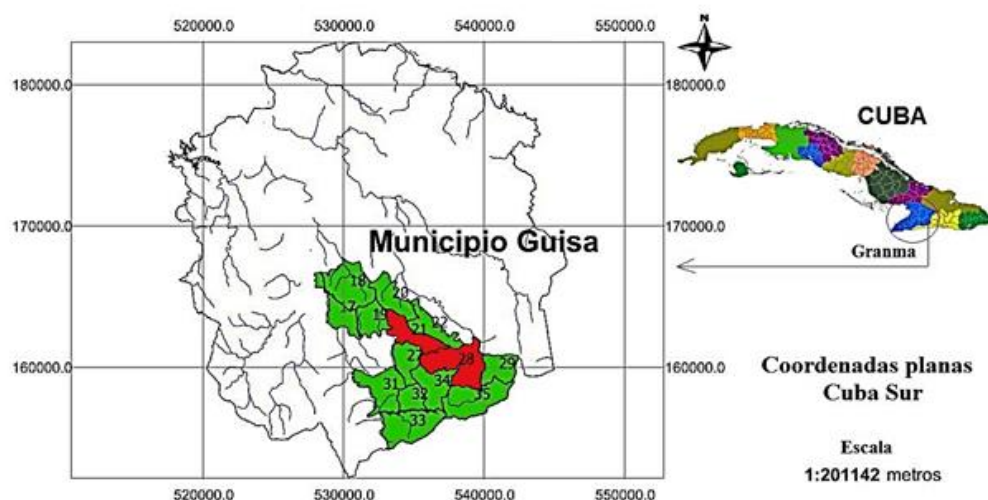 520000.0 530000.0 540000.0 550000.0
N
180000.0 180000.0
CUBA
170000.0 170000.0
Municipio Guisa
Granma
18
20
17 19
21 22
27 28 29
160000.0 160000.0
31 34
32 35
33
Coordenadas planas
Cuba Sur
Escala
1:201142 metros
520000.0 530000.0 540000.0 550000.0